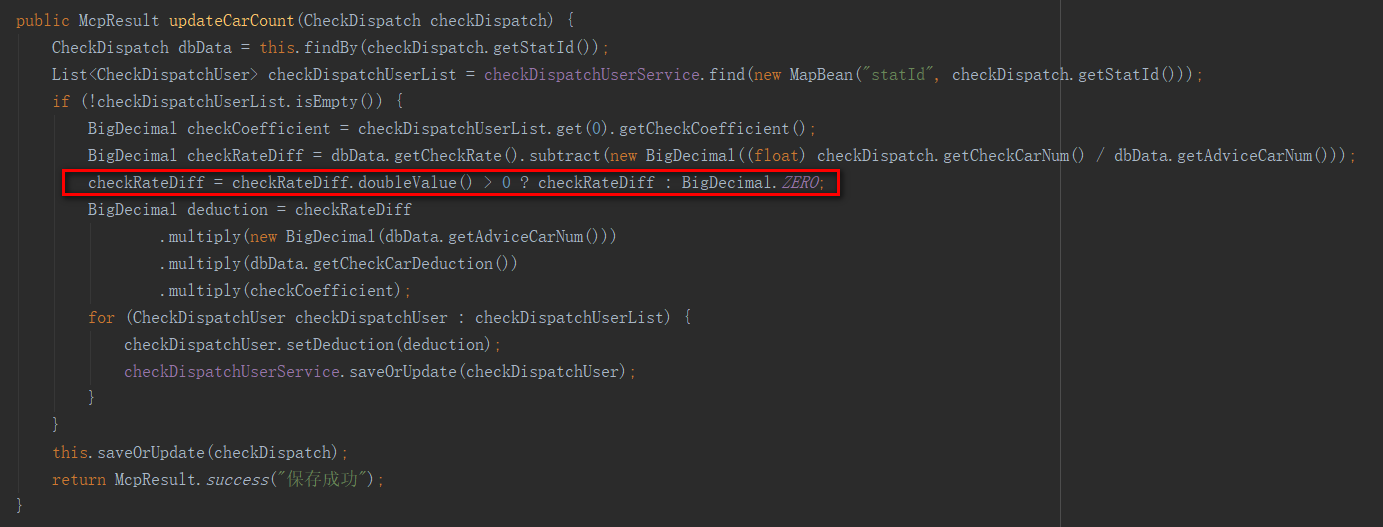 public McpResult updateCarCount(CheckDispatch checkDispatch) {
CheckDispatch dbData = this.findBy(checkDispatch.getStatId());
List<CheckDispatchUser> checkDispatchUserList = checkDispatchUserService.find(new MapBean("statId", checkDispatch.getStatId()));
if (!checkDispatchUserList.isEmpty()) {
BigDecimal checkCoefficient = checkDispatchUserList.get(0).getCheckCoefficient();
BigDecimal checkRateDiff = dbData.getCheckRate().subtract(new BigDecimal((float) checkDispatch.getCheckCarNum() / dbData.getAdviceCarNum()));
checkRateDiff = checkRateDiff.doubleValue() > 0 ? checkRateDiff : BigDecimal.ZERO;
BigDecimal deduction = checkRateDiff
.multiply(new BigDecimal(dbData.getAdviceCarNum()))
.multiply(dbData.getCheckCarDeduction())
.multiply(checkCoefficient);
for (CheckDispatchUser checkDispatchUser : checkDispatchUserList) {
checkDispatchUser.setDeduction(deduction);
checkDispatchUserService.saveOrUpdate(checkDispatchUser);
}
}
this.saveOrUpdate(checkDispatch);
return McpResult.success("保存成功");
}